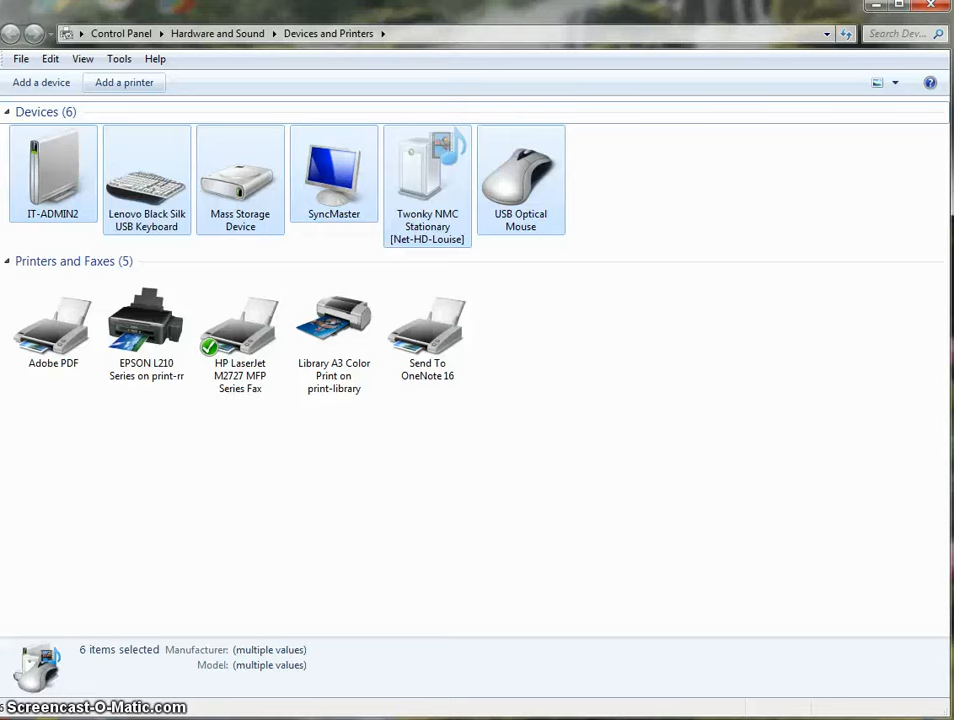 Control Panel Hardware and Sound Devices and Printers Search Dev...
File Edit View Tools Help
Add a device Add a printer
Devices (6)
IT-ADMIN2
Lenovo Black Silk
USB Keyboard
Mass Storage
Device
SyncMaster
Twonky NMC
Stationary
[Net-HD-Louise]
USB Optical
Mouse
Printers and Faxes (5)
Adobe PDF
EPSON L210
Series on print-rr
HP LaserJet
M2727 MFP
Series Fax
Library A3 Color
Print on
print-library
Send To
OneNote 16
6 items selected Manufacturer: (multiple values)
Model: (multiple values)
Screencast-O-Matic.com